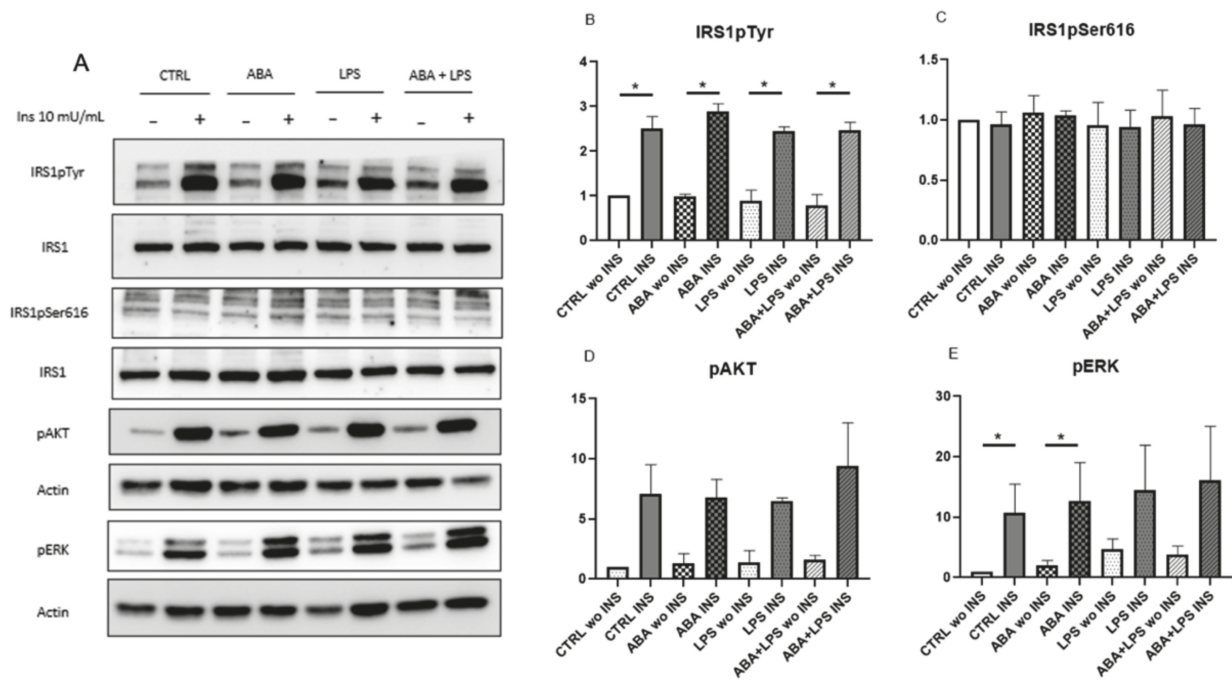 A
CTRL ABA LPS ABA + LPS
Ins 10 mU/mL – + – + – + – +
IRS1pTyr
IRS1
IRS1pSer616
IRS1
pAKT
Actin
pERK
Actin
B
IRS1pTyr
4
3
2
1
0
* * * *
CTRL wo INS
CTRL INS
ABA wo INS
ABA INS
LPS wo INS
LPS INS
ABA+LPS wo INS
ABA+LPS INS
C
IRS1pSer616
1.5
1.0
0.5
0.0
CTRL wo INS
CTRL INS
ABA wo INS
ABA INS
LPS wo INS
LPS INS
ABA+LPS wo INS
ABA+LPS INS
D
pAKT
15
10
5
0
CTRL wo INS
CTRL INS
ABA wo INS
ABA INS
LPS wo INS
LPS INS
ABA+LPS wo INS
ABA+LPS INS
E
pERK
30
20
10
0
* *
CTRL wo INS
CTRL INS
ABA wo INS
ABA INS
LPS wo INS
LPS INS
ABA+LPS wo INS
ABA+LPS INS